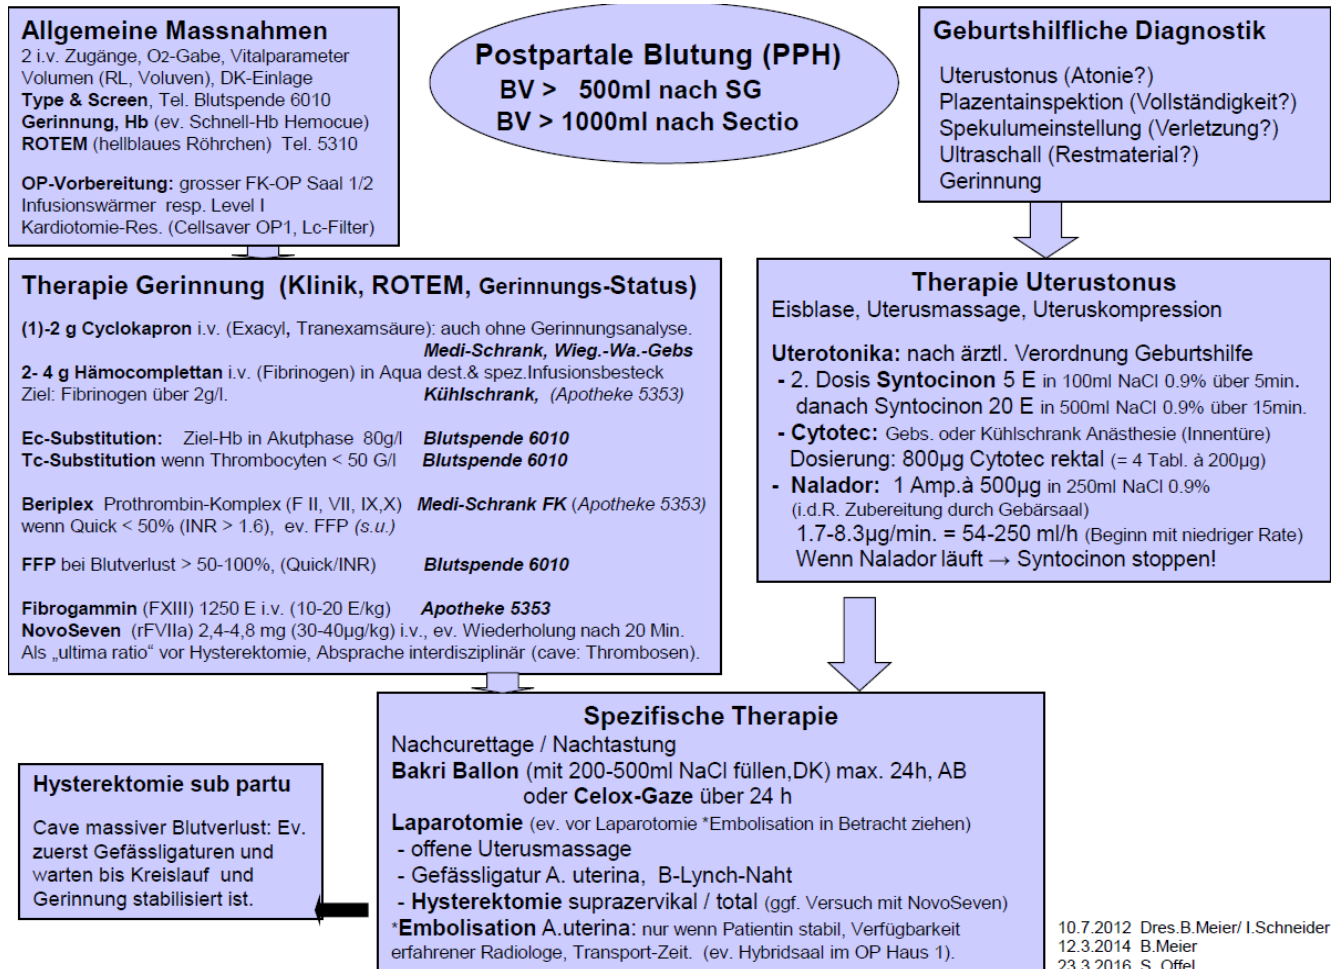 Allgemeine Massnahmen
2 i.v. Zugänge, O2-Gabe, Vitalparameter
Volumen (RL, Voluven), DK-Einlage
Type & Screen, Tel. Blutspende 6010
Gerinnung, Hb (ev. Schnell-Hb Hemocue)
ROTEM (hellblaues Röhrchen) Tel. 5310
OP-Vorbereitung: grosser FK-OP Saal 1/2
Infusionswärmer resp. Level I
Kardiotomie-Res. (Cellsaver OP1, Lc-Filter)
Postpartale Blutung (PPH)
BV > 500ml nach SG
BV > 1000ml nach Sectio
Geburtshilfliche Diagnostik
Uterustonus (Atonie?)
Plazentainspektion (Vollständigkeit?)
Spekulumeinstellung (Verletzung?)
Ultraschall (Restmaterial?)
Gerinnung
Therapie Gerinnung (Klinik, ROTEM, Gerinnungs-Status)
(1)-2 g Cyclokapron i.v. (Exacyl, Tranexamsäure): auch ohne Gerinnungsanalyse.
Medi-Schrank, Wieg.-Wa.-Gebs
2- 4 g Hämocomplettan i.v. (Fibrinogen) in Aqua dest.& spez.Infusionsbesteck
Ziel: Fibrinogen über 2g/l. Kühlschrank, (Apotheke 5353)
Ec-Substitution: Ziel-Hb in Akutphase 80g/l Blutspende 6010
Tc-Substitution wenn Thrombocyten < 50 G/l Blutspende 6010
Beriplex Prothrombin-Komplex (F II, VII, IX,X) Medi-Schrank FK (Apotheke 5353)
wenn Quick < 50% (INR > 1.6), ev. FFP (s.u.)
FFP bei Blutverlust > 50-100%, (Quick/INR) Blutspende 6010
Fibrogammin (FXIII) 1250 E i.v. (10-20 E/kg) Apotheke 5353
NovoSeven (rFVIIa) 2,4-4,8 mg (30-40µg/kg) i.v., ev. Wiederholung nach 20 Min.
Als „ultima ratio“ vor Hysterektomie, Absprache interdisziplinär (cave: Thrombosen).
Therapie Uterustonus
Eisblase, Uterusmassage, Uteruskompression
Uterotonika: nach ärztl. Verordnung Geburtshilfe
- 2. Dosis Syntocinon 5 E in 100ml NaCl 0.9% über 5min.
danach Syntocinon 20 E in 500ml NaCl 0.9% über 15min.
- Cytotec: Gebs. oder Kühlschrank Anästhesie (Innentüre)
Dosierung: 800µg Cytotec rektal (= 4 Tabl. à 200µg)
- Nalador: 1 Amp.à 500µg in 250ml NaCl 0.9%
(i.d.R. Zubereitung durch Gebärsaal)
1.7-8.3µg/min. = 54-250 ml/h (Beginn mit niedriger Rate)
Wenn Nalador läuft → Syntocinon stoppen!
Spezifische Therapie
Nachcurettage / Nachtastung
Bakri Ballon (mit 200-500ml NaCl füllen,DK) max. 24h, AB
oder Celox-Gaze über 24 h
Laparotomie (ev. vor Laparotomie *Embolisation in Betracht ziehen)
- offene Uterusmassage
- Gefässligatur A. uterina, B-Lynch-Naht
- Hysterektomie suprazervikal / total (ggf. Versuch mit NovoSeven)
*Embolisation A.uterina: nur wenn Patientin stabil, Verfügbarkeit
erfahrener Radiologe, Transport-Zeit. (ev. Hybridsaal im OP Haus 1).
Hysterektomie sub partu
Cave massiver Blutverlust: Ev.
zuerst Gefässligaturen und
warten bis Kreislauf und
Gerinnung stabilisiert ist.
10.7.2012 Dres.B.Meier/ I.Schneider
12.3.2014 B.Meier
23.3.2016 S. Offel